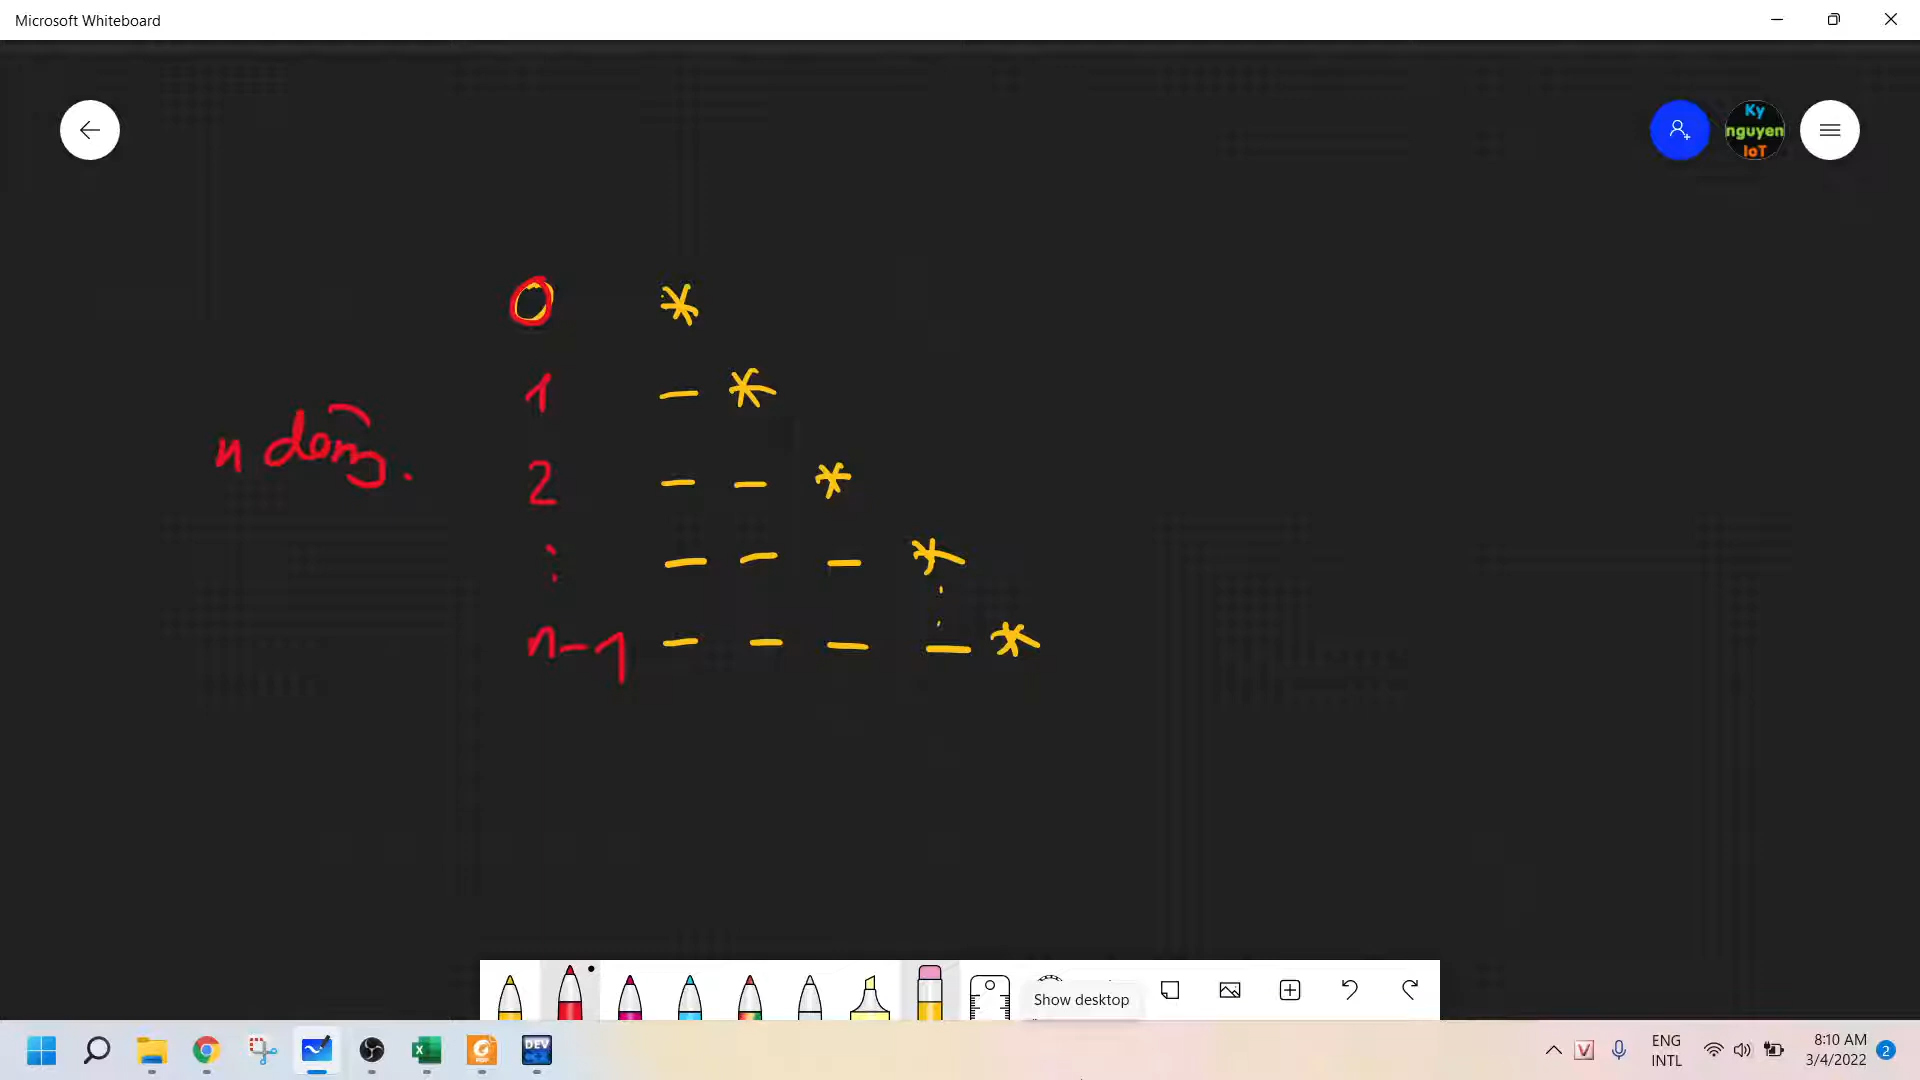 Microsoft Whiteboard
Ky
nguyen
IoT
0 *
1 – *
n dòng.
2 – – *
: – – – *
n–1 – – – – *
Show desktop
DEV
ENG
INTL
8:10 AM
3/4/2022
2